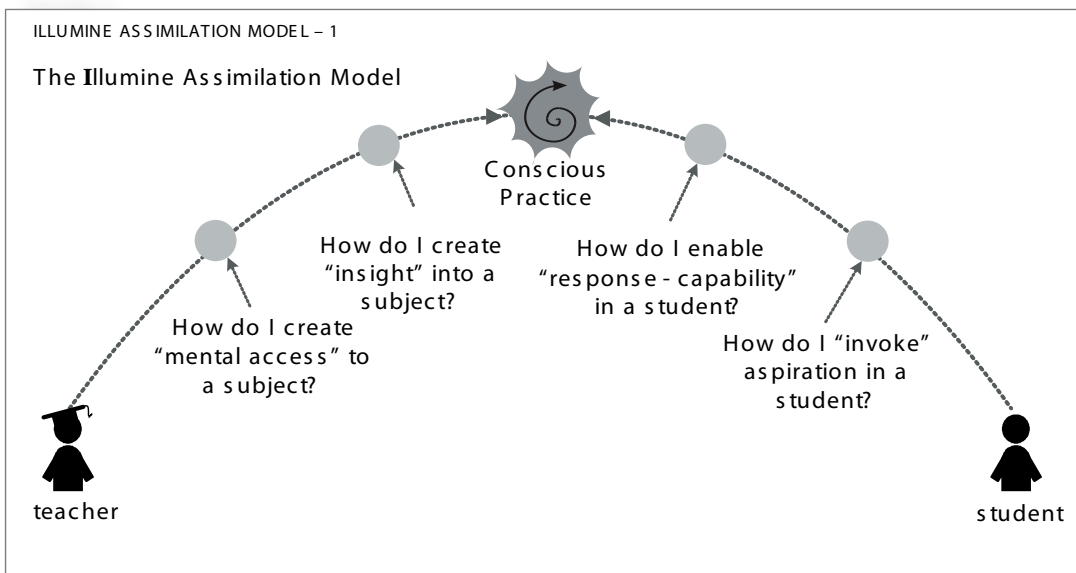 ILLUMINE ASSIMILATION MODEL – 1
The Illumine Assimilation Model
Conscious
Practice
How do I create
“insight” into a
subject?
How do I enable
“response - capability”
in a student?
How do I create
“mental access” to
a subject?
How do I “invoke”
aspiration in a
student?
teacher
student